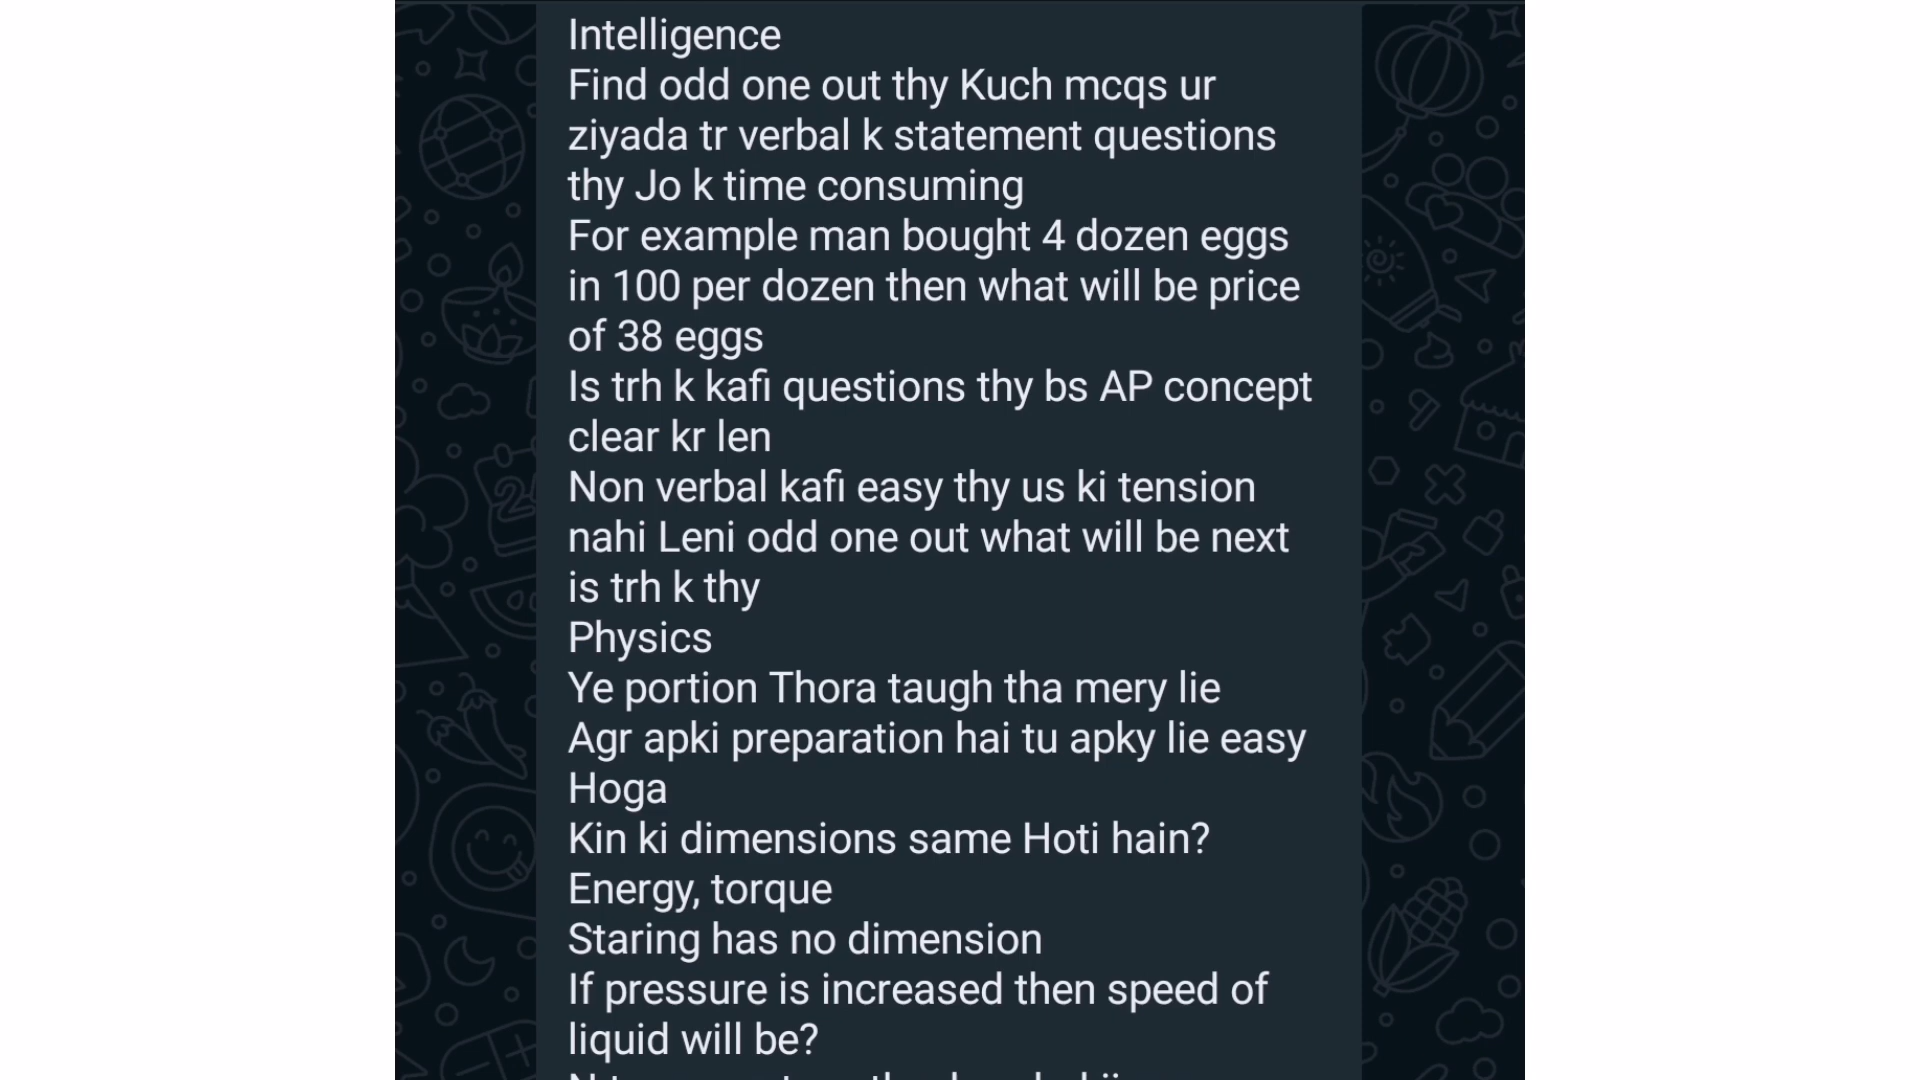 Intelligence
Find odd one out thy Kuch mcqs ur
ziyada tr verbal k statement questions
thy Jo k time consuming
For example man bought 4 dozen eggs
in 100 per dozen then what will be price
of 38 eggs
Is trh k kafi questions thy bs AP concept
clear kr len
Non verbal kafi easy thy us ki tension
nahi Leni odd one out what will be next
is trh k thy
Physics
Ye portion Thora taugh tha mery lie
Agr apki preparation hai tu apky lie easy
Hoga
Kin ki dimensions same Hoti hain?
Energy, torque
Staring has no dimension
If pressure is increased then speed of
liquid will be?